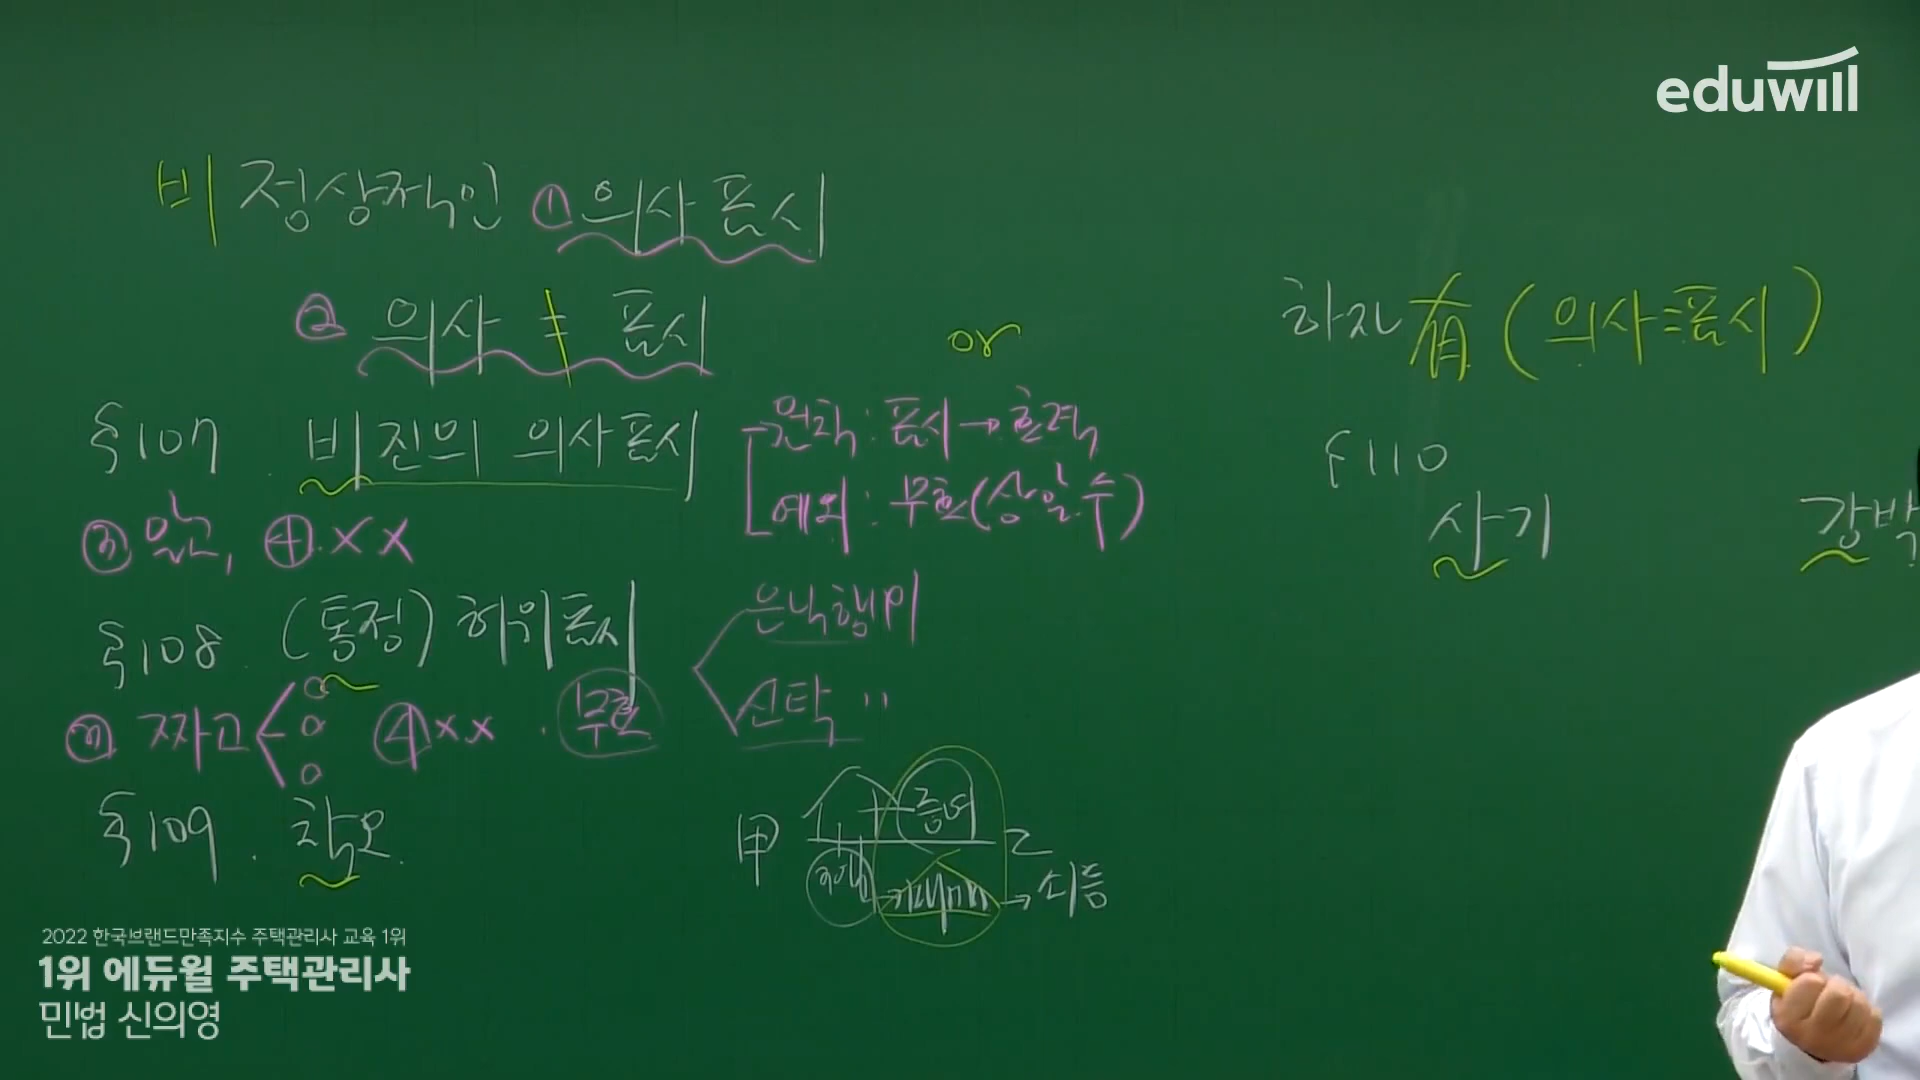 eduwill
비정상적인 ① 의사표시
② 의사 ≠ 표시
or
하자 有 (의사=표시)
§107. 비진의 의사표시
원칙: 표시→효력
예외: 무효(상알수)
③ 알고, ④ X X
§110
사기
강박
§108. (통정) 허위표시
은닉행위
신탁 〃
③ 짜고 ④ X X. 무효
§109. 착오.
甲 증여 乙
→ 가장매매 → 최등
2022 한국브랜드만족지수 주택관리사 교육 1위
1위 에듀윌 주택관리사
민법 신의영